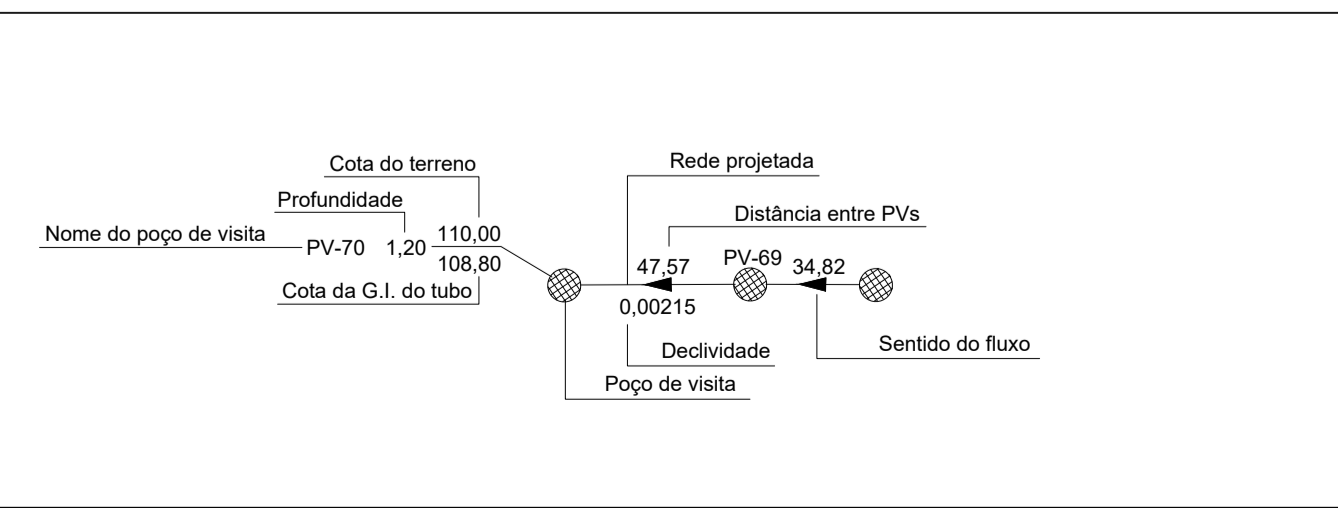 Cota do terreno
Rede projetada
Profundidade
Distância entre PVs
Nome do poço de visita
PV-70
1,20
110,00
108,80
47,57
PV-69
34,82
Cota da G.I. do tubo
0,00215
Sentido do fluxo
Declividade
Poço de visita